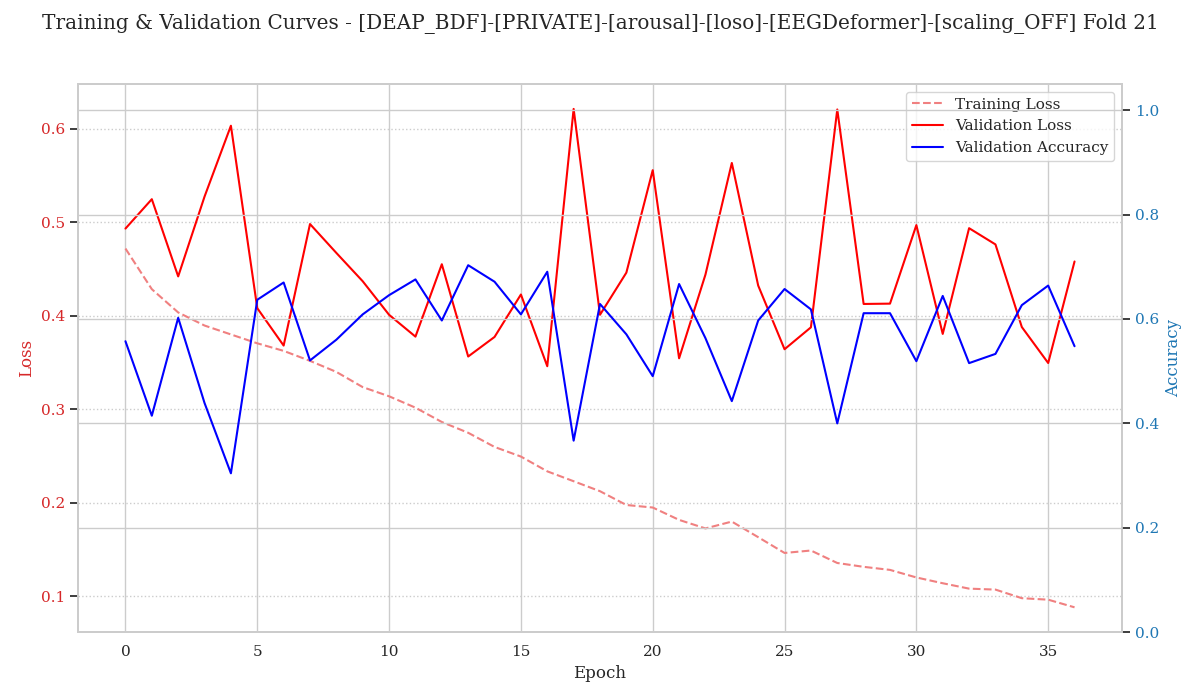 Training & Validation Curves - [DEAP_BDF]-[PRIVATE]-[arousal]-[loso]-[EEGDeformer]-[scaling_OFF] Fold 21
Training Loss
Validation Loss
Validation Accuracy
0.6
0.5
0.4
0.3
0.2
0.1
Loss
1.0
0.8
0.6
0.4
0.2
0.0
Accuracy
0 5 10 15 20 25 30 35
Epoch